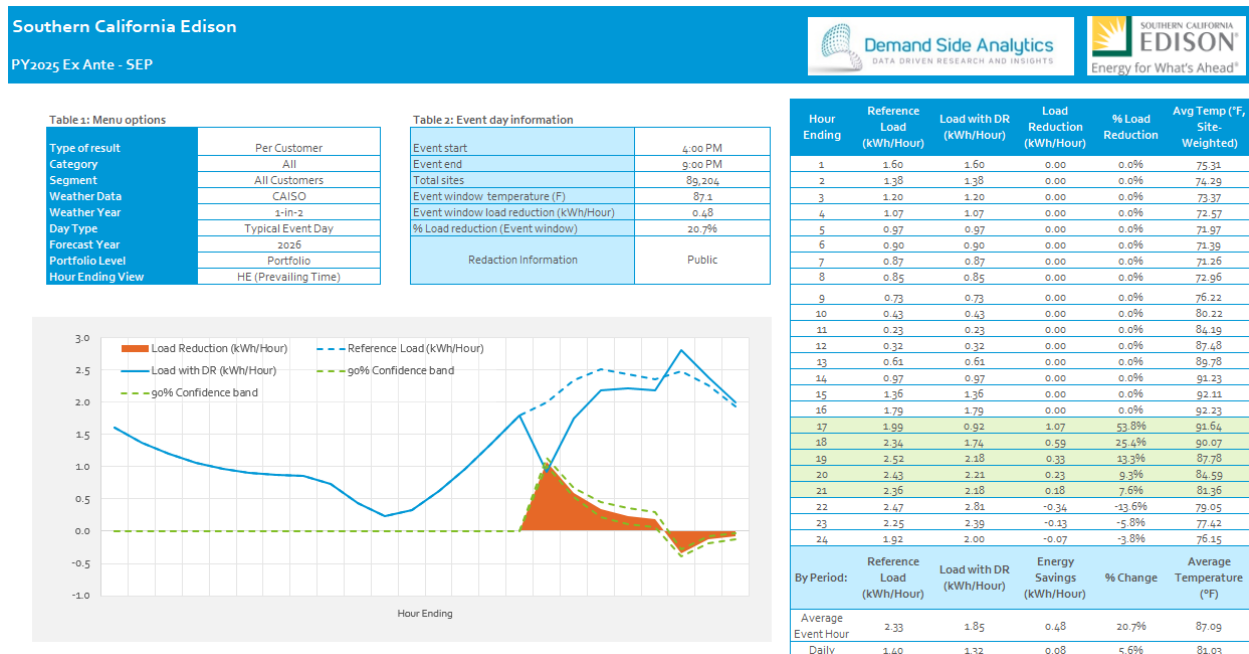 Southern California Edison
PY2025 Ex Ante - SEP
Demand Side Analytics
DATA DRIVEN RESEARCH AND INSIGHTS
SOUTHERN CALIFORNIA
EDISON®
Energy for What's Ahead®
Table 1: Menu options
Type of result Per Customer
Category All
Segment All Customers
Weather Data CAISO
Weather Year 1-in-2
Day Type Typical Event Day
Forecast Year 2026
Portfolio Level Portfolio
Hour Ending View HE (Prevailing Time)
Table 2: Event day information
Event start 4:00 PM
Event end 9:00 PM
Total sites 89,204
Event window temperature (F) 87.1
Event window load reduction (kWh/Hour) 0.48
% Load reduction (Event window) 20.7%
Redaction Information Public
3.0
2.5
2.0
1.5
1.0
0.5
0.0
-0.5
-1.0
Load Reduction (kWh/Hour) Reference Load (kWh/Hour)
Load with DR (kWh/Hour) 90% Confidence band
90% Confidence band
Hour Ending
Hour Ending Reference Load (kWh/Hour) Load with DR (kWh/Hour) Load Reduction (kWh/Hour) % Load Reduction Avg Temp (°F, Site-Weighted)
1 1.60 1.60 0.00 0.0% 75.31
2 1.38 1.38 0.00 0.0% 74.29
3 1.20 1.20 0.00 0.0% 73.37
4 1.07 1.07 0.00 0.0% 72.57
5 0.97 0.97 0.00 0.0% 71.97
6 0.90 0.90 0.00 0.0% 71.39
7 0.87 0.87 0.00 0.0% 71.26
8 0.85 0.85 0.00 0.0% 72.96
9 0.73 0.73 0.00 0.0% 76.22
10 0.43 0.43 0.00 0.0% 80.22
11 0.23 0.23 0.00 0.0% 84.19
12 0.32 0.32 0.00 0.0% 87.48
13 0.61 0.61 0.00 0.0% 89.78
14 0.97 0.97 0.00 0.0% 91.23
15 1.36 1.36 0.00 0.0% 92.11
16 1.79 1.79 0.00 0.0% 92.23
17 1.99 0.92 1.07 53.8% 91.64
18 2.34 1.74 0.59 25.4% 90.07
19 2.52 2.18 0.33 13.3% 87.78
20 2.43 2.21 0.23 9.3% 84.59
21 2.36 2.18 0.18 7.6% 81.36
22 2.47 2.81 -0.34 -13.6% 79.05
23 2.25 2.39 -0.13 -5.8% 77.42
24 1.92 2.00 -0.07 -3.8% 76.15
By Period: Reference Load (kWh/Hour) Load with DR (kWh/Hour) Energy Savings (kWh/Hour) % Change Average Temperature (°F)
Average Event Hour 2.33 1.85 0.48 20.7% 87.09
Daily 1.40 1.32 0.08 5.6% 81.03